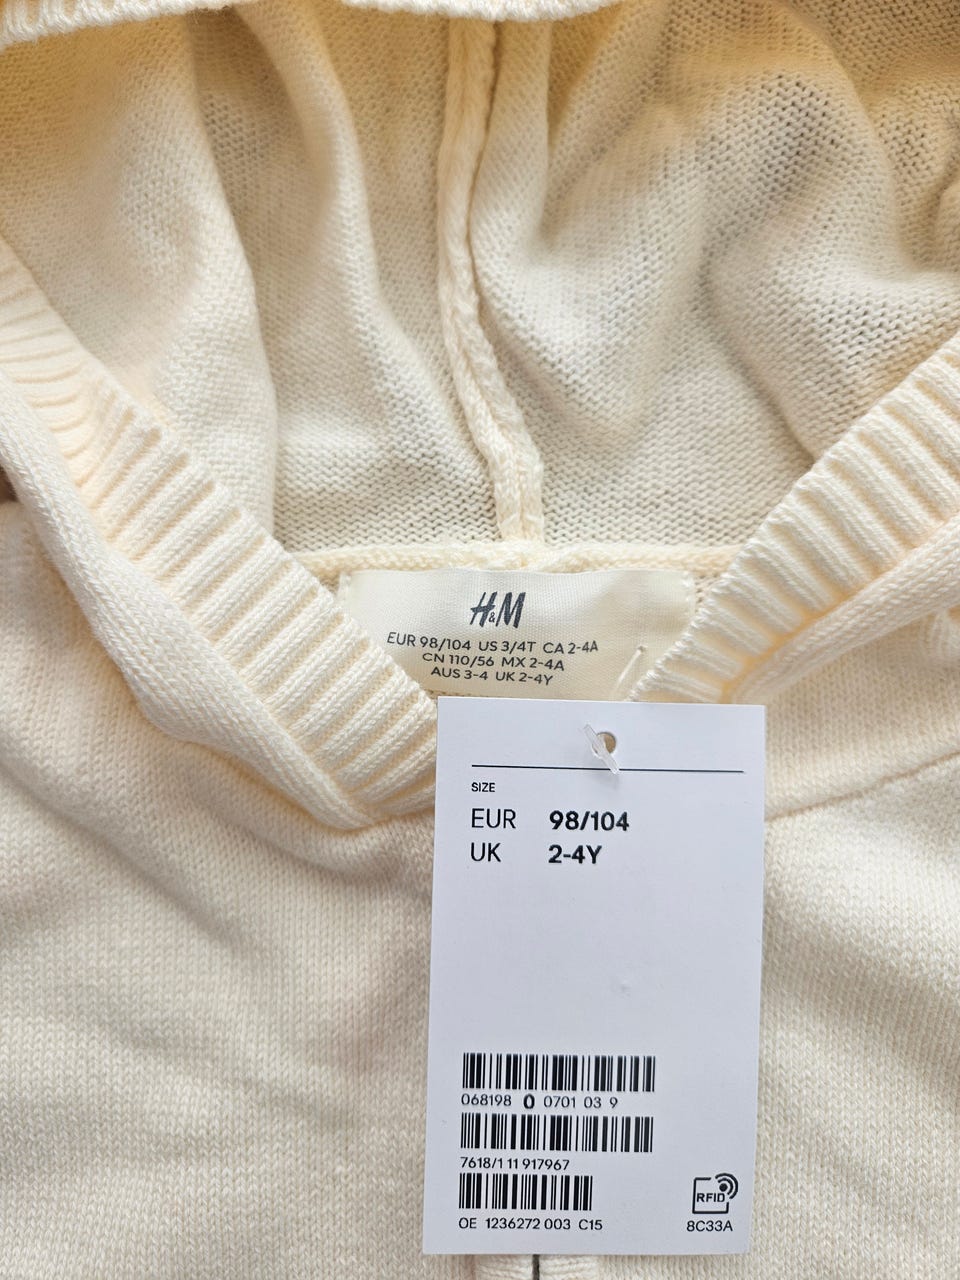 H&M
EUR 98/104 US 3/4T CA 2-4A
CN 110/56 MX 2-4A
AUS 3-4 UK 2-4Y
SIZE
EUR 98/104
UK 2-4Y
068198 0 0701 03 9
7618/1 11 917967
OE 1236272 003 C15
RFID
8C33A